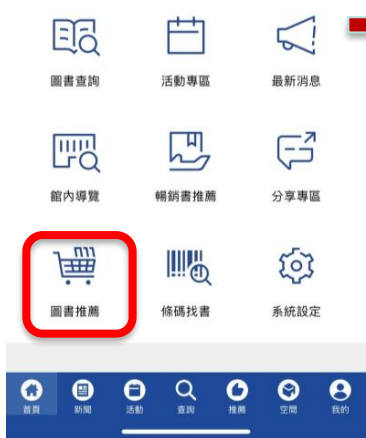 圖書查詢 活動專區 最新消息
館內導覽 暢銷書推薦 分享專區
圖書推薦 條碼找書 系統設定
首頁 新聞 活動 查詢 推薦 空間 我的